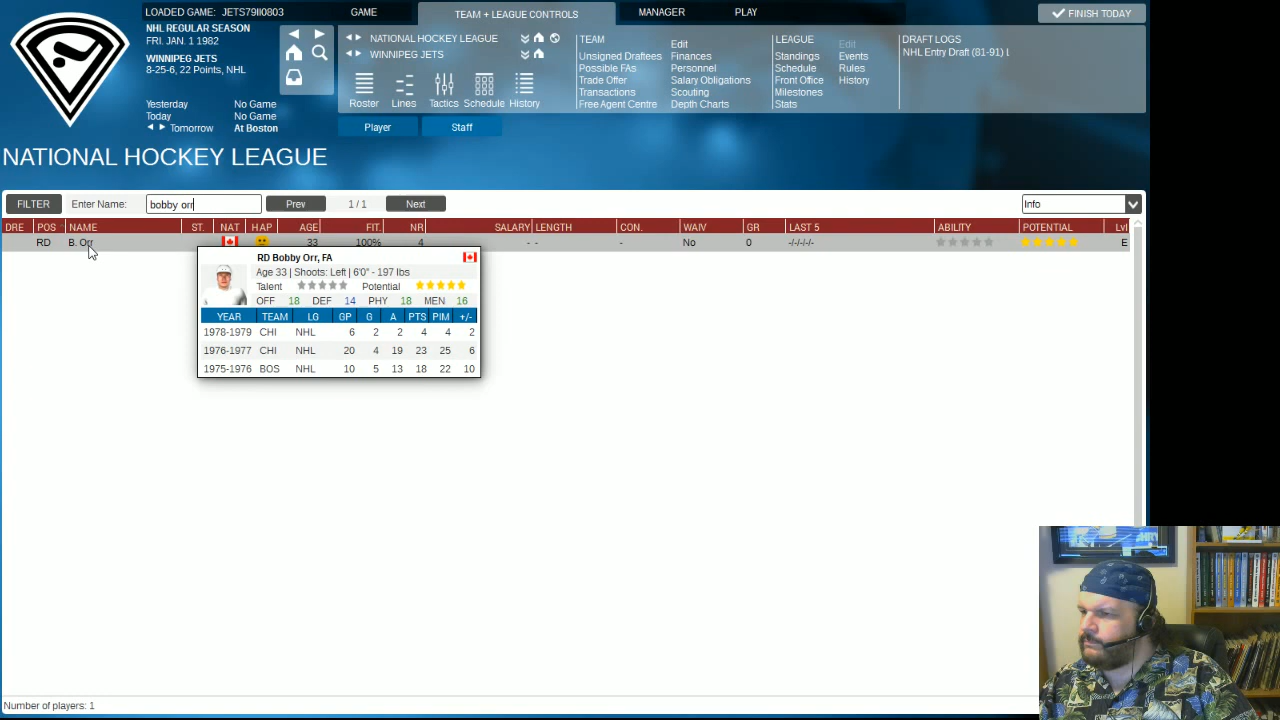 LOADED GAME: JETS79II0803
GAME
TEAM + LEAGUE CONTROLS
MANAGER
PLAY
FINISH TODAY
NHL REGULAR SEASON
FRI. JAN. 1 1982
WINNIPEG JETS
8-25-6, 22 Points, NHL
Yesterday No Game
Today No Game
Tomorrow At Boston
NATIONAL HOCKEY LEAGUE
WINNIPEG JETS
Roster Lines Tactics Schedule History
TEAM
Unsigned Draftees
Possible FAs
Trade Offer
Transactions
Free Agent Centre
Edit
Finances
Personnel
Salary Obligations
Scouting
Depth Charts
LEAGUE
Standings
Schedule
Front Office
Milestones
Stats
Edit
Events
Rules
History
DRAFT LOGS
NHL Entry Draft (81-91) l
Player Staff
NATIONAL HOCKEY LEAGUE
FILTER Enter Name: bobby orr Prev 1 / 1 Next Info
DRE POS NAME ST. NAT HAP AGE FIT. NR SALARY LENGTH CON. WAIV GR LAST 5 ABILITY POTENTIAL Lvl
RD B. Orr 33 100% 4 - - - No 0 -/-/-/-/- E
RD Bobby Orr, FA
Age 33 | Shoots: Left | 6'0" - 197 lbs
Talent Potential
OFF 18 DEF 14 PHY 18 MEN 16
YEAR TEAM LG GP G A PTS PIM +/-
1978-1979 CHI NHL 6 2 2 4 4 2
1976-1977 CHI NHL 20 4 19 23 25 6
1975-1976 BOS NHL 10 5 13 18 22 10
Number of players: 1